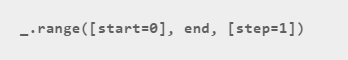 _.range([start=0], end, [step=1])